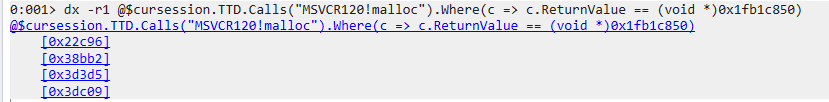 0:001> dx -r1 @$cursession.TTD.Calls("MSVCR120!malloc").Where(c => c.ReturnValue == (void *)0x1fb1c850)
@$cursession.TTD.Calls("MSVCR120!malloc").Where(c => c.ReturnValue == (void *)0x1fb1c850)
[0x22c96]
[0x38bb2]
[0x3d3d5]
[0x3dc09]